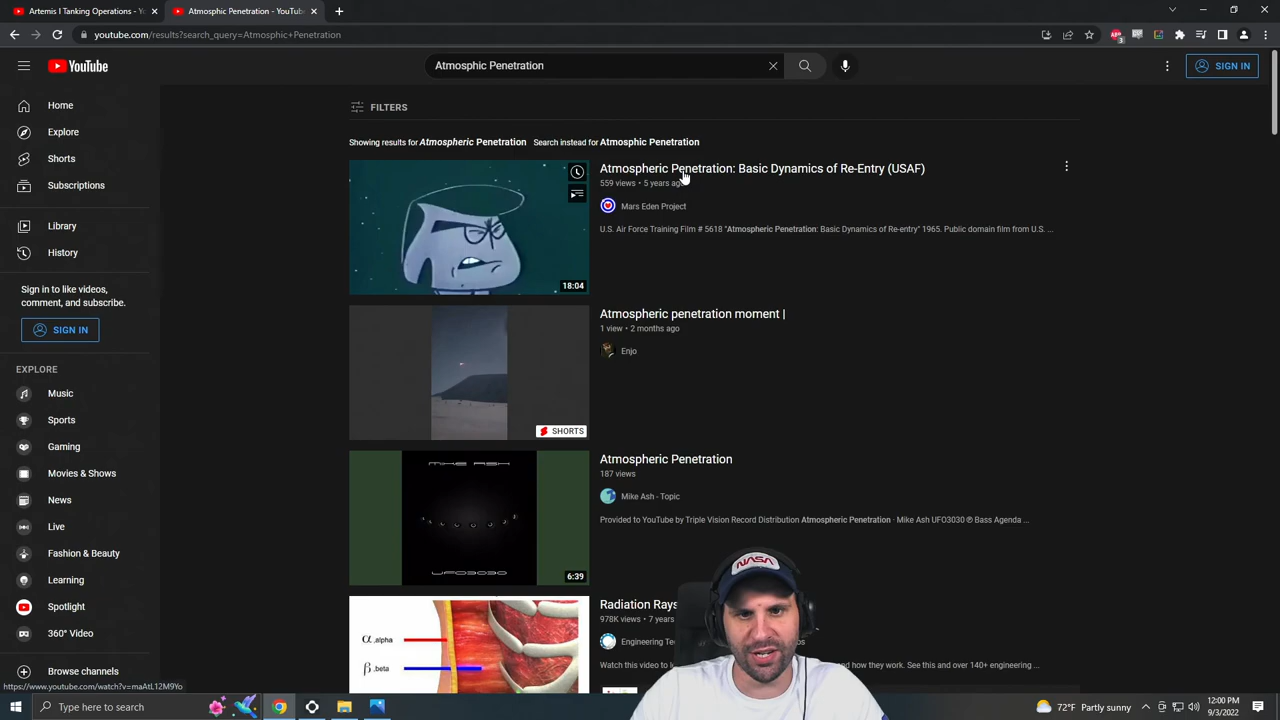 Artemis I Tanking Operations - Yo
Atmospheric Penetration - YouTub
youtube.com/results?search_query=Atmosphic+Penetration
YouTube
Atmosphic Penetration
SIGN IN
Home
Explore
Shorts
Subscriptions
Library
History
Sign in to like videos,
comment, and subscribe.
SIGN IN
EXPLORE
Music
Sports
Gaming
Movies & Shows
News
Live
Fashion & Beauty
Learning
Spotlight
360° Video
Browse channels
FILTERS
Showing results for Atmospheric Penetration Search instead for Atmosphic Penetration
18:04
Atmospheric Penetration: Basic Dynamics of Re-Entry (USAF)
559 views • 5 years ago
Mars Eden Project
U.S. Air Force Training Film # 5618 "Atmospheric Penetration: Basic Dynamics of Re-entry" 1965. Public domain film from U.S. ...
SHORTS
Atmospheric penetration moment |
1 view • 2 months ago
Enjo
MIKE ASH
UFO3030
6:39
Atmospheric Penetration
187 views
Mike Ash - Topic
Provided to YouTube by Triple Vision Record Distribution Atmospheric Penetration · Mike Ash UFO3030 ℗ Bass Agenda ...
α ,alpha
β ,beta
Radiation Rays
978K views • 7 years
Engineering Te
Watch this video to l
and how they work. See this and over 140+ engineering ...
NASA
https://www.youtube.com/watch?v=maAtL12M9Yo
Type here to search
72°F Partly sunny
12:00 PM
9/3/2022